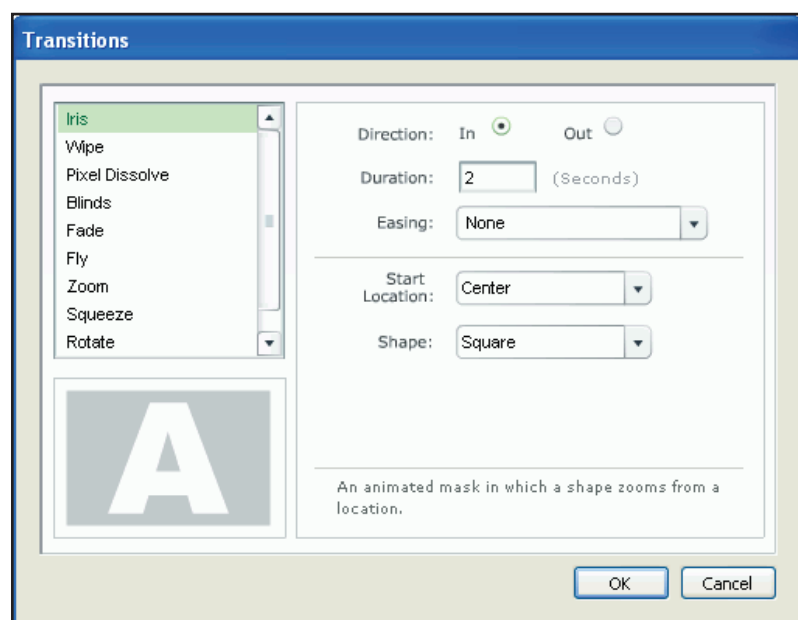 Transitions
Iris
Wipe
Pixel Dissolve
Blinds
Fade
Fly
Zoom
Squeeze
Rotate
A
Direction: In Out
Duration: 2 (Seconds)
Easing: None
Start
Location: Center
Shape: Square
An animated mask in which a shape zooms from a
location.
OK Cancel